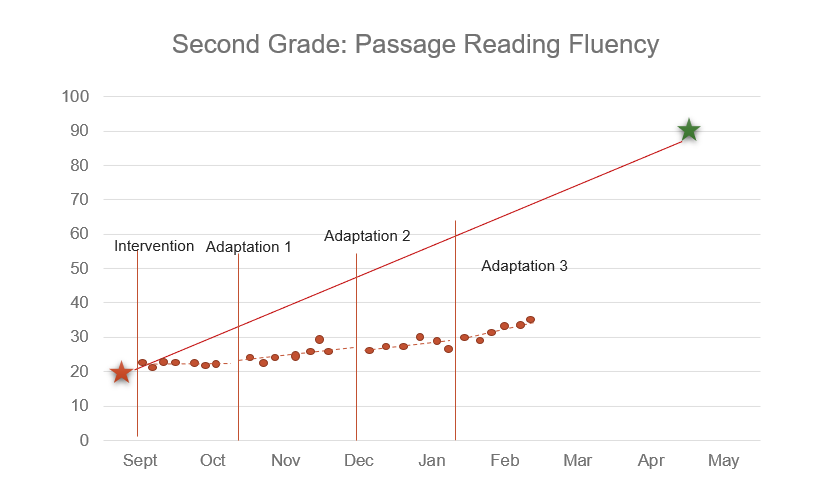 Second Grade: Passage Reading Fluency
100
90
80
70
60
50
40
30
20
10
0
Intervention
Adaptation 1
Adaptation 2
Adaptation 3
Sept Oct Nov Dec Jan Feb Mar Apr May